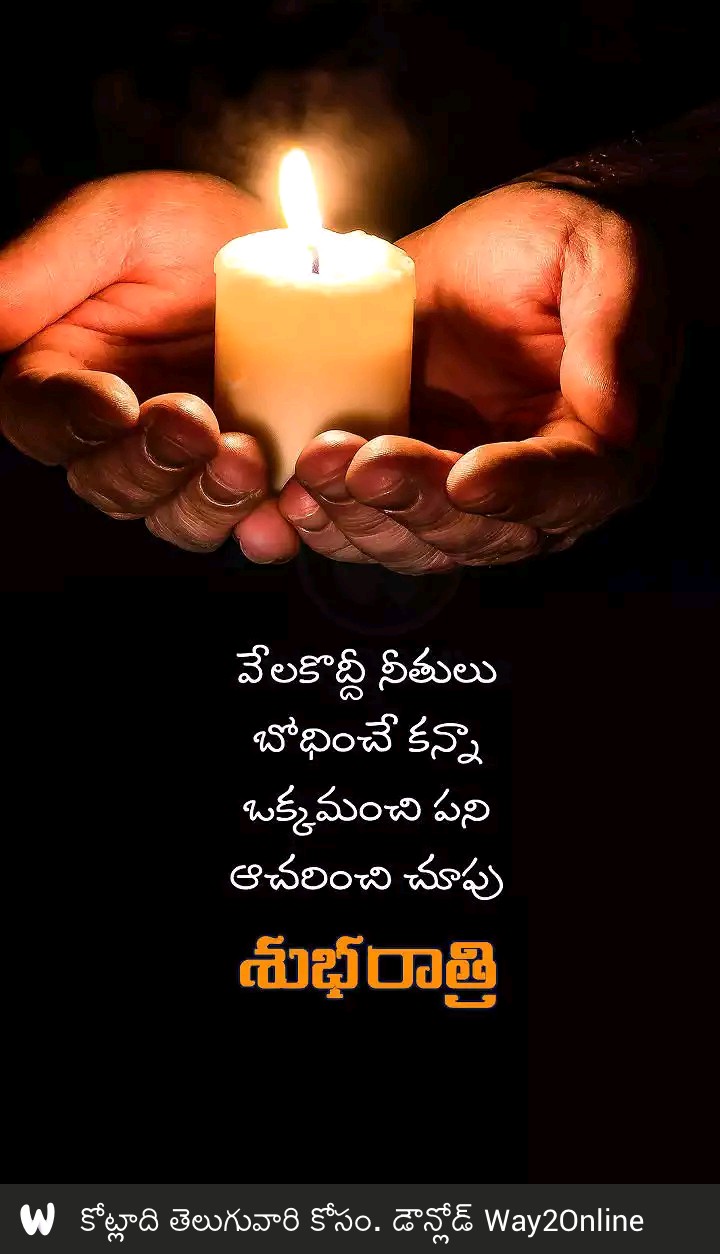 వేలకొద్దీ నీతులు
బోధించే కన్నా
ఒక్కమంచి పని
ఆచరించి చూపు
శుభరాత్రి
W కోట్లాది తెలుగువారి కోసం. డౌన్లోడ్ Way2Online